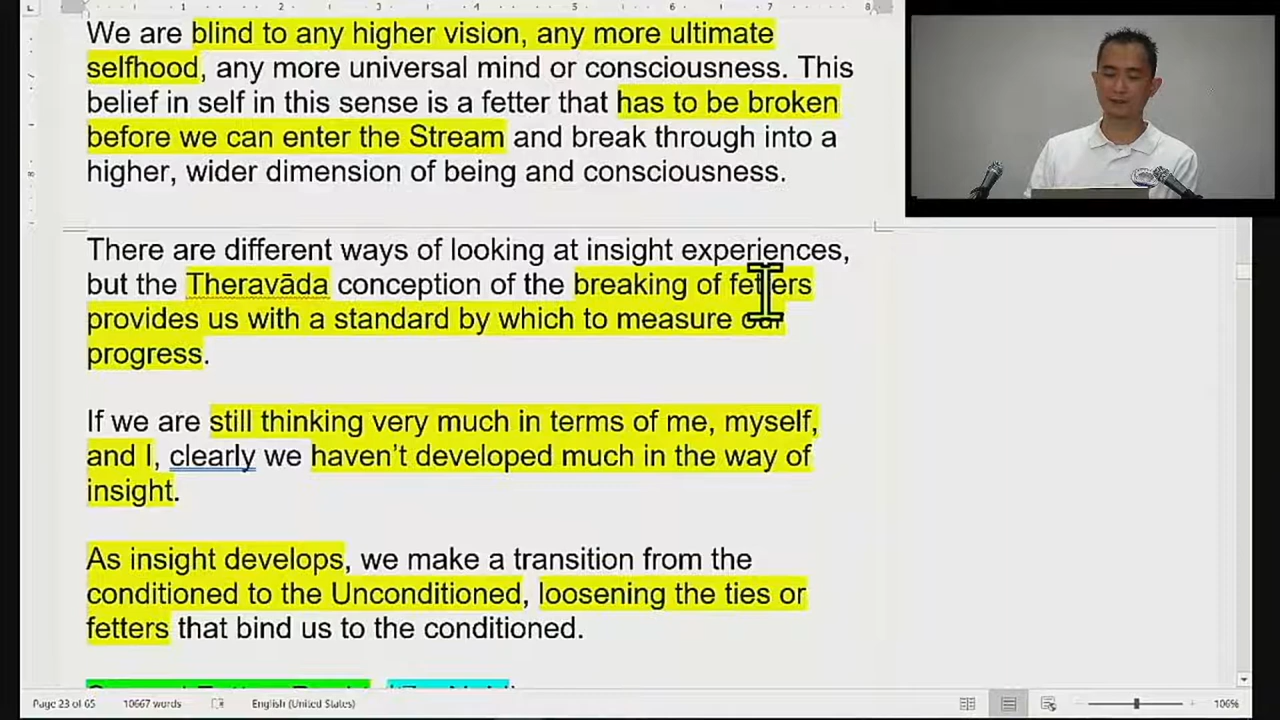 We are blind to any higher vision, any more ultimate
selfhood, any more universal mind or consciousness. This
belief in self in this sense is a fetter that has to be broken
before we can enter the Stream and break through into a
higher, wider dimension of being and consciousness.
There are different ways of looking at insight experiences,
but the Theravāda conception of the breaking of fetters
provides us with a standard by which to measure our
progress.
If we are still thinking very much in terms of me, myself,
and I, clearly we haven't developed much in the way of
insight.
As insight develops, we make a transition from the
conditioned to the Unconditioned, loosening the ties or
fetters that bind us to the conditioned.
Page 23 of 65 10667 words English (United States) 106%